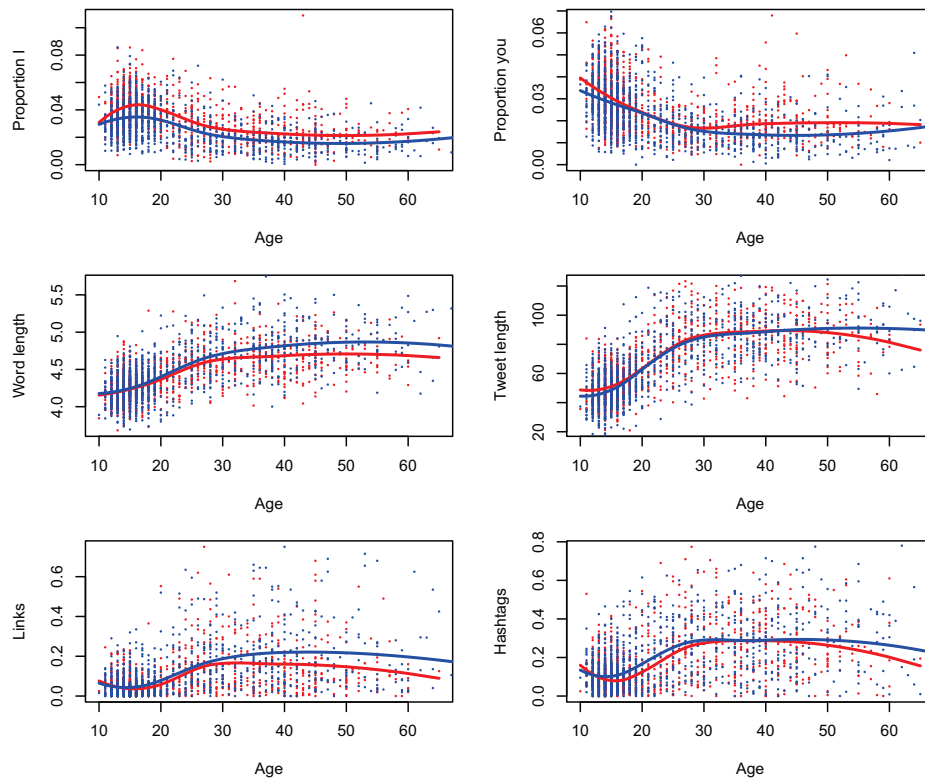 Proportion I
0.00 0.04 0.08
10 20 30 40 50 60
Age
Proportion you
0.00 0.03 0.06
10 20 30 40 50 60
Age
Word length
4.0 4.5 5.0 5.5
10 20 30 40 50 60
Age
Tweet length
20 60 100
10 20 30 40 50 60
Age
Links
0.0 0.2 0.4 0.6
10 20 30 40 50 60
Age
Hashtags
0.0 0.2 0.4 0.6 0.8
10 20 30 40 50 60
Age